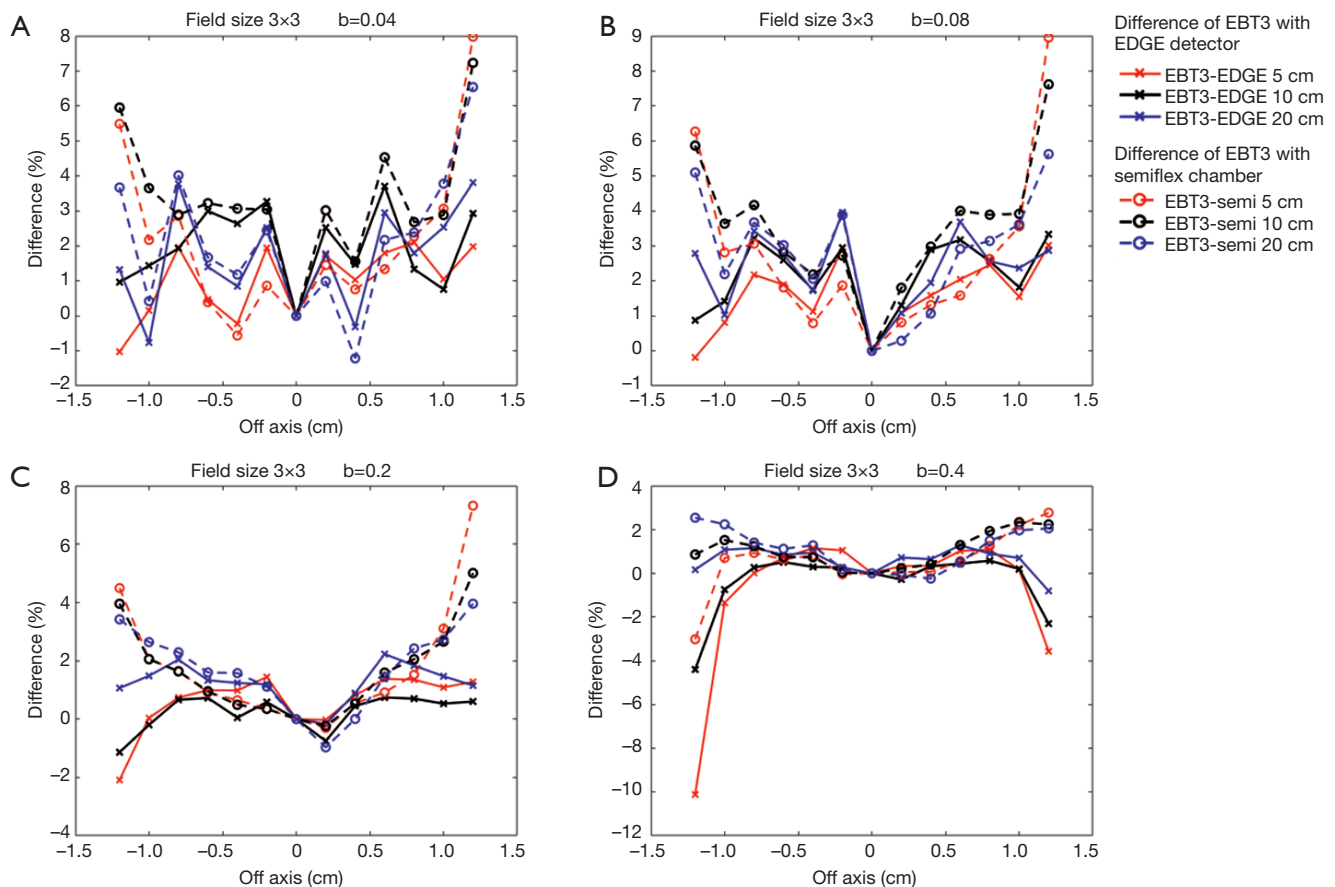 A
Field size 3×3 b=0.04
8
7
6
5
4
3
2
1
0
−1
−2
Difference (%)
−1.5 −1.0 −0.5 0 0.5 1.0 1.5
Off axis (cm)
B
Field size 3×3 b=0.08
9
8
7
6
5
4
3
2
1
0
−1
Difference (%)
−1.5 −1.0 −0.5 0 0.5 1.0 1.5
Off axis (cm)
Difference of EBT3 with
EDGE detector
EBT3-EDGE 5 cm
EBT3-EDGE 10 cm
EBT3-EDGE 20 cm
Difference of EBT3 with
semiflex chamber
EBT3-semi 5 cm
EBT3-semi 10 cm
EBT3-semi 20 cm
C
Field size 3×3 b=0.2
8
6
4
2
0
−2
−4
Difference (%)
−1.5 −1.0 −0.5 0 0.5 1.0 1.5
Off axis (cm)
D
Field size 3×3 b=0.4
4
2
0
−2
−4
−6
−8
−10
−12
Difference (%)
−1.5 −1.0 −0.5 0 0.5 1.0 1.5
Off axis (cm)